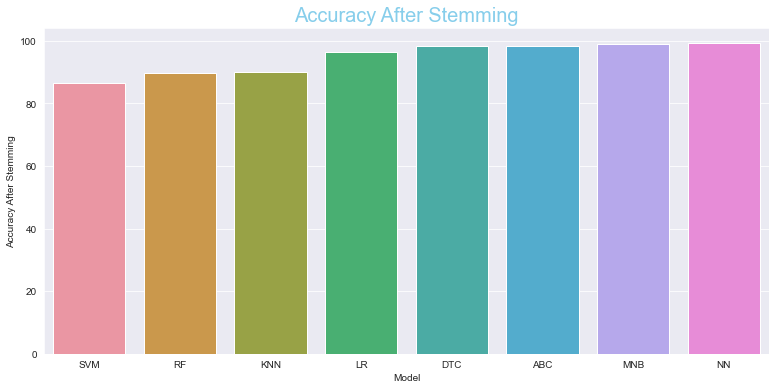 Accuracy After Stemming
Accuracy After Stemming
100
80
60
40
20
0
SVM RF KNN LR DTC ABC MNB NN
Model